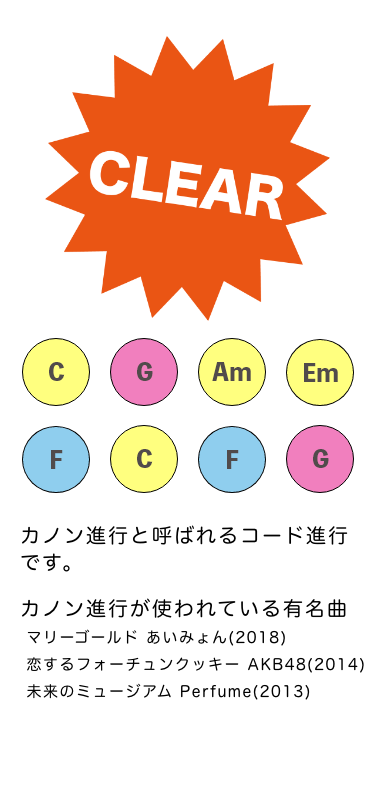 CLEAR
C G Am Em
F C F G
カノン進行と呼ばれるコード進行
です。
カノン進行が使われている有名曲
マリーゴールド あいみょん(2018)
恋するフォーチュンクッキー AKB48(2014)
未来のミュージアム Perfume(2013)